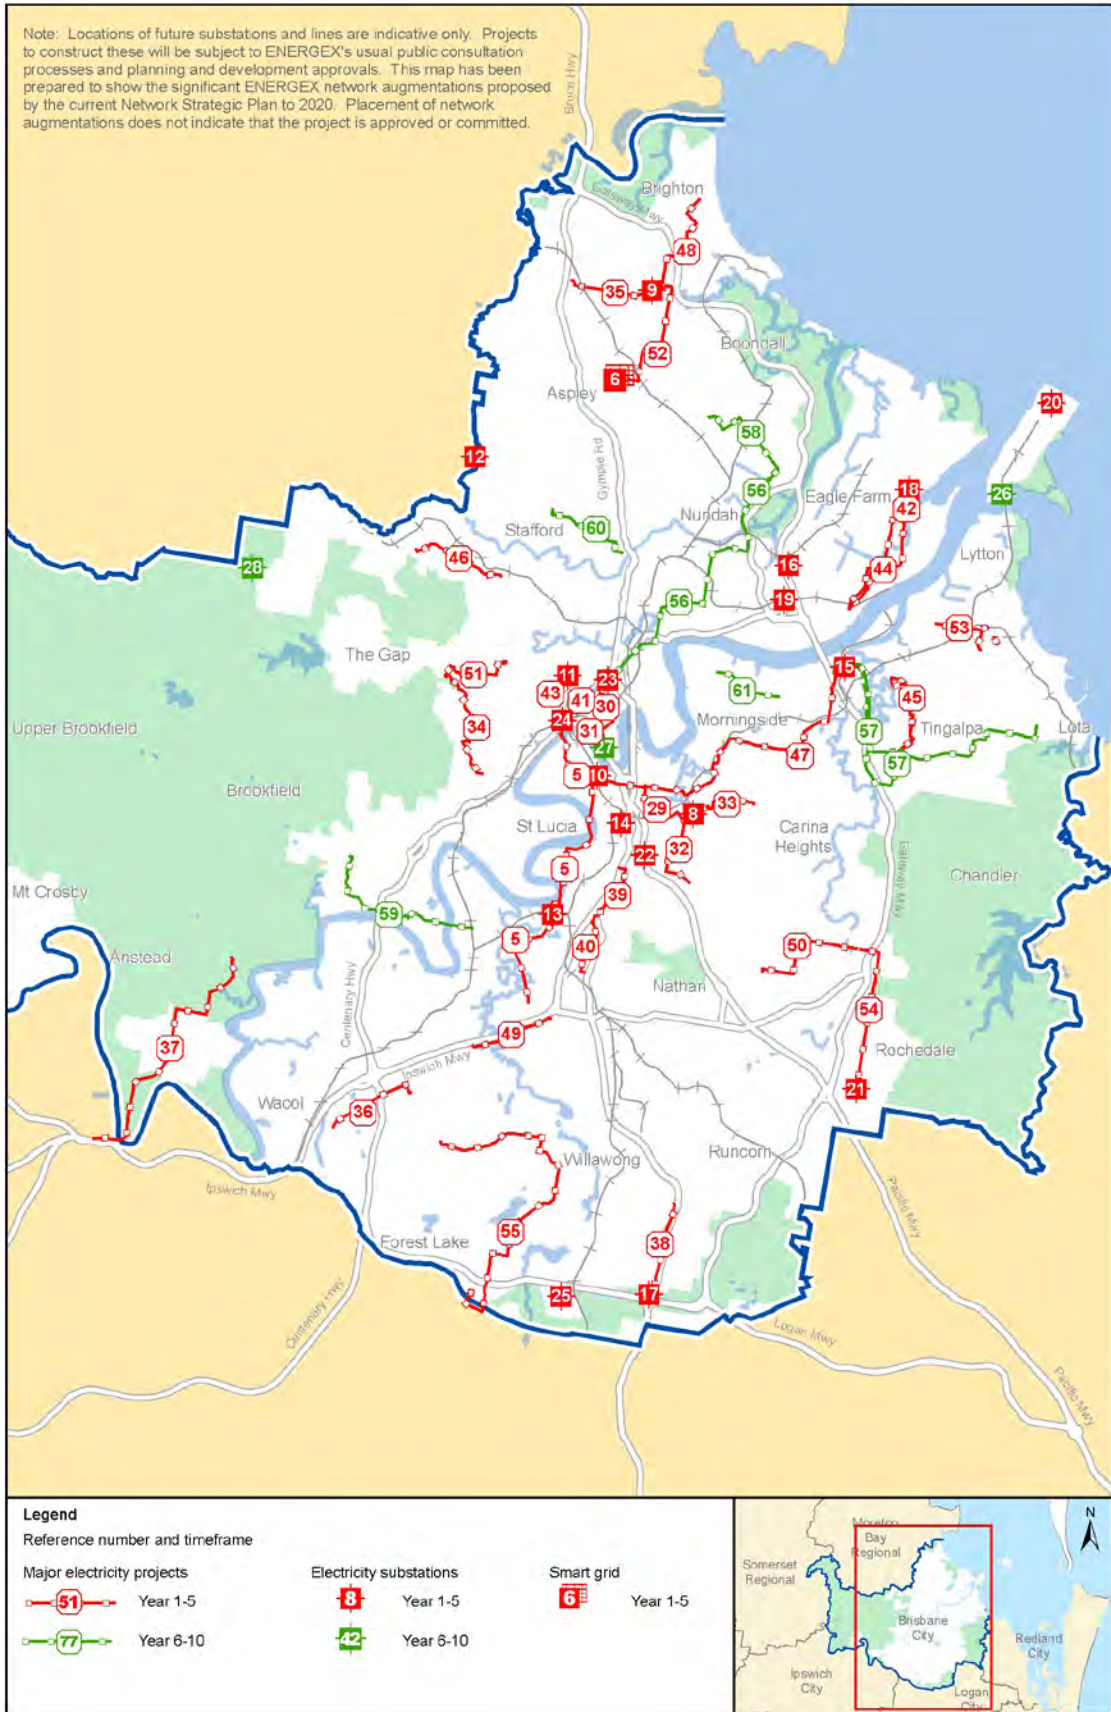 Note: Locations of future substations and lines are indicative only. Projects
to construct these will be subject to ENERGEX's usual public consultation
processes and planning and development approvals. This map has been
prepared to show the significant ENERGEX network augmentations proposed
by the current Network Strategic Plan to 2020. Placement of network
augmentations does not indicate that the project is approved or committed.
Bruce Hwy
Brighton
Gateway Mwy
48
35
9
52
Boondall
6
Aspley
20
58
12
Gympie Rd
18
56
Eagle Farm
26
42
Nundah
Stafford
60
Lytton
46
16
44
28
19
56
53
The Gap
15
51
11
23
61
45
43
41
30
34
24
31
Morningside
Tingalpa
Lota
Upper Brookfield
57
27
47
57
5
10
Brookfield
29
33
8
St Lucia
14
Carina
Heights
32
22
5
Gateway Mwy
Chandler
Mt Crosby
39
59
13
5
40
50
Anstead
Nathan
Centenary Hwy
54
49
37
Rochedale
Ipswich Mwy
21
Wacol
36
Willawong
Runcorn
Ipswich Mwy
Pacific Mwy
55
38
Forest Lake
25
17
Centenary Hwy
Logan Mwy
Pacific Mwy
Legend
Reference number and timeframe
Major electricity projects
Electricity substations
Smart grid
51 Year 1-5
8 Year 1-5
6 Year 1-5
77 Year 6-10
42 Year 6-10
N
Moreton
Bay
Regional
Somerset
Regional
Brisbane
City
Redland
City
Ipswich
City
Logan
City